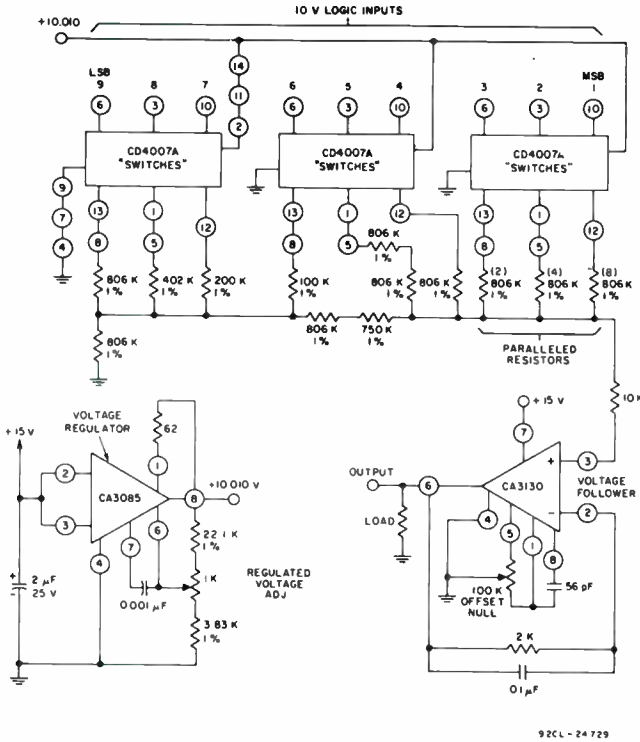 10 V LOGIC INPUTS
+10.010
LSB
9
8
7
6
5
4
3
2
MSB
1
14
11
2
6
3
10
6
3
10
6
3
10
CD4007A
"SWITCHES"
CD4007A
"SWITCHES"
CD4007A
"SWITCHES"
9
7
4
13
8
1
5
12
13
8
1
5
12
13
8
1
5
12
806 K
1%
806 K
1%
402 K
1%
200 K
1%
100 K
1%
806 K
1%
806 K
1%
(2)
806 K
1%
(4)
806 K
1%
(8)
806 K
1%
806 K
1%
750 K
1%
806 K
1%
PARALLELED
RESISTORS
10 K
VOLTAGE
REGULATOR
+15 V
62
1
2
CA3085
8
+10.010 V
3
6
7
4
22.1 K
1%
1K
0.001 µF
REGULATED
VOLTAGE
ADJ
3.83 K
1%
+
2 µF
-
25 V
+15 V
7
OUTPUT
6
+
3
CA3130
VOLTAGE
FOLLOWER
-
2
LOAD
4
5
1
8
56 pF
100 K
OFFSET
NULL
2 K
0.1 µF
92CL-24729